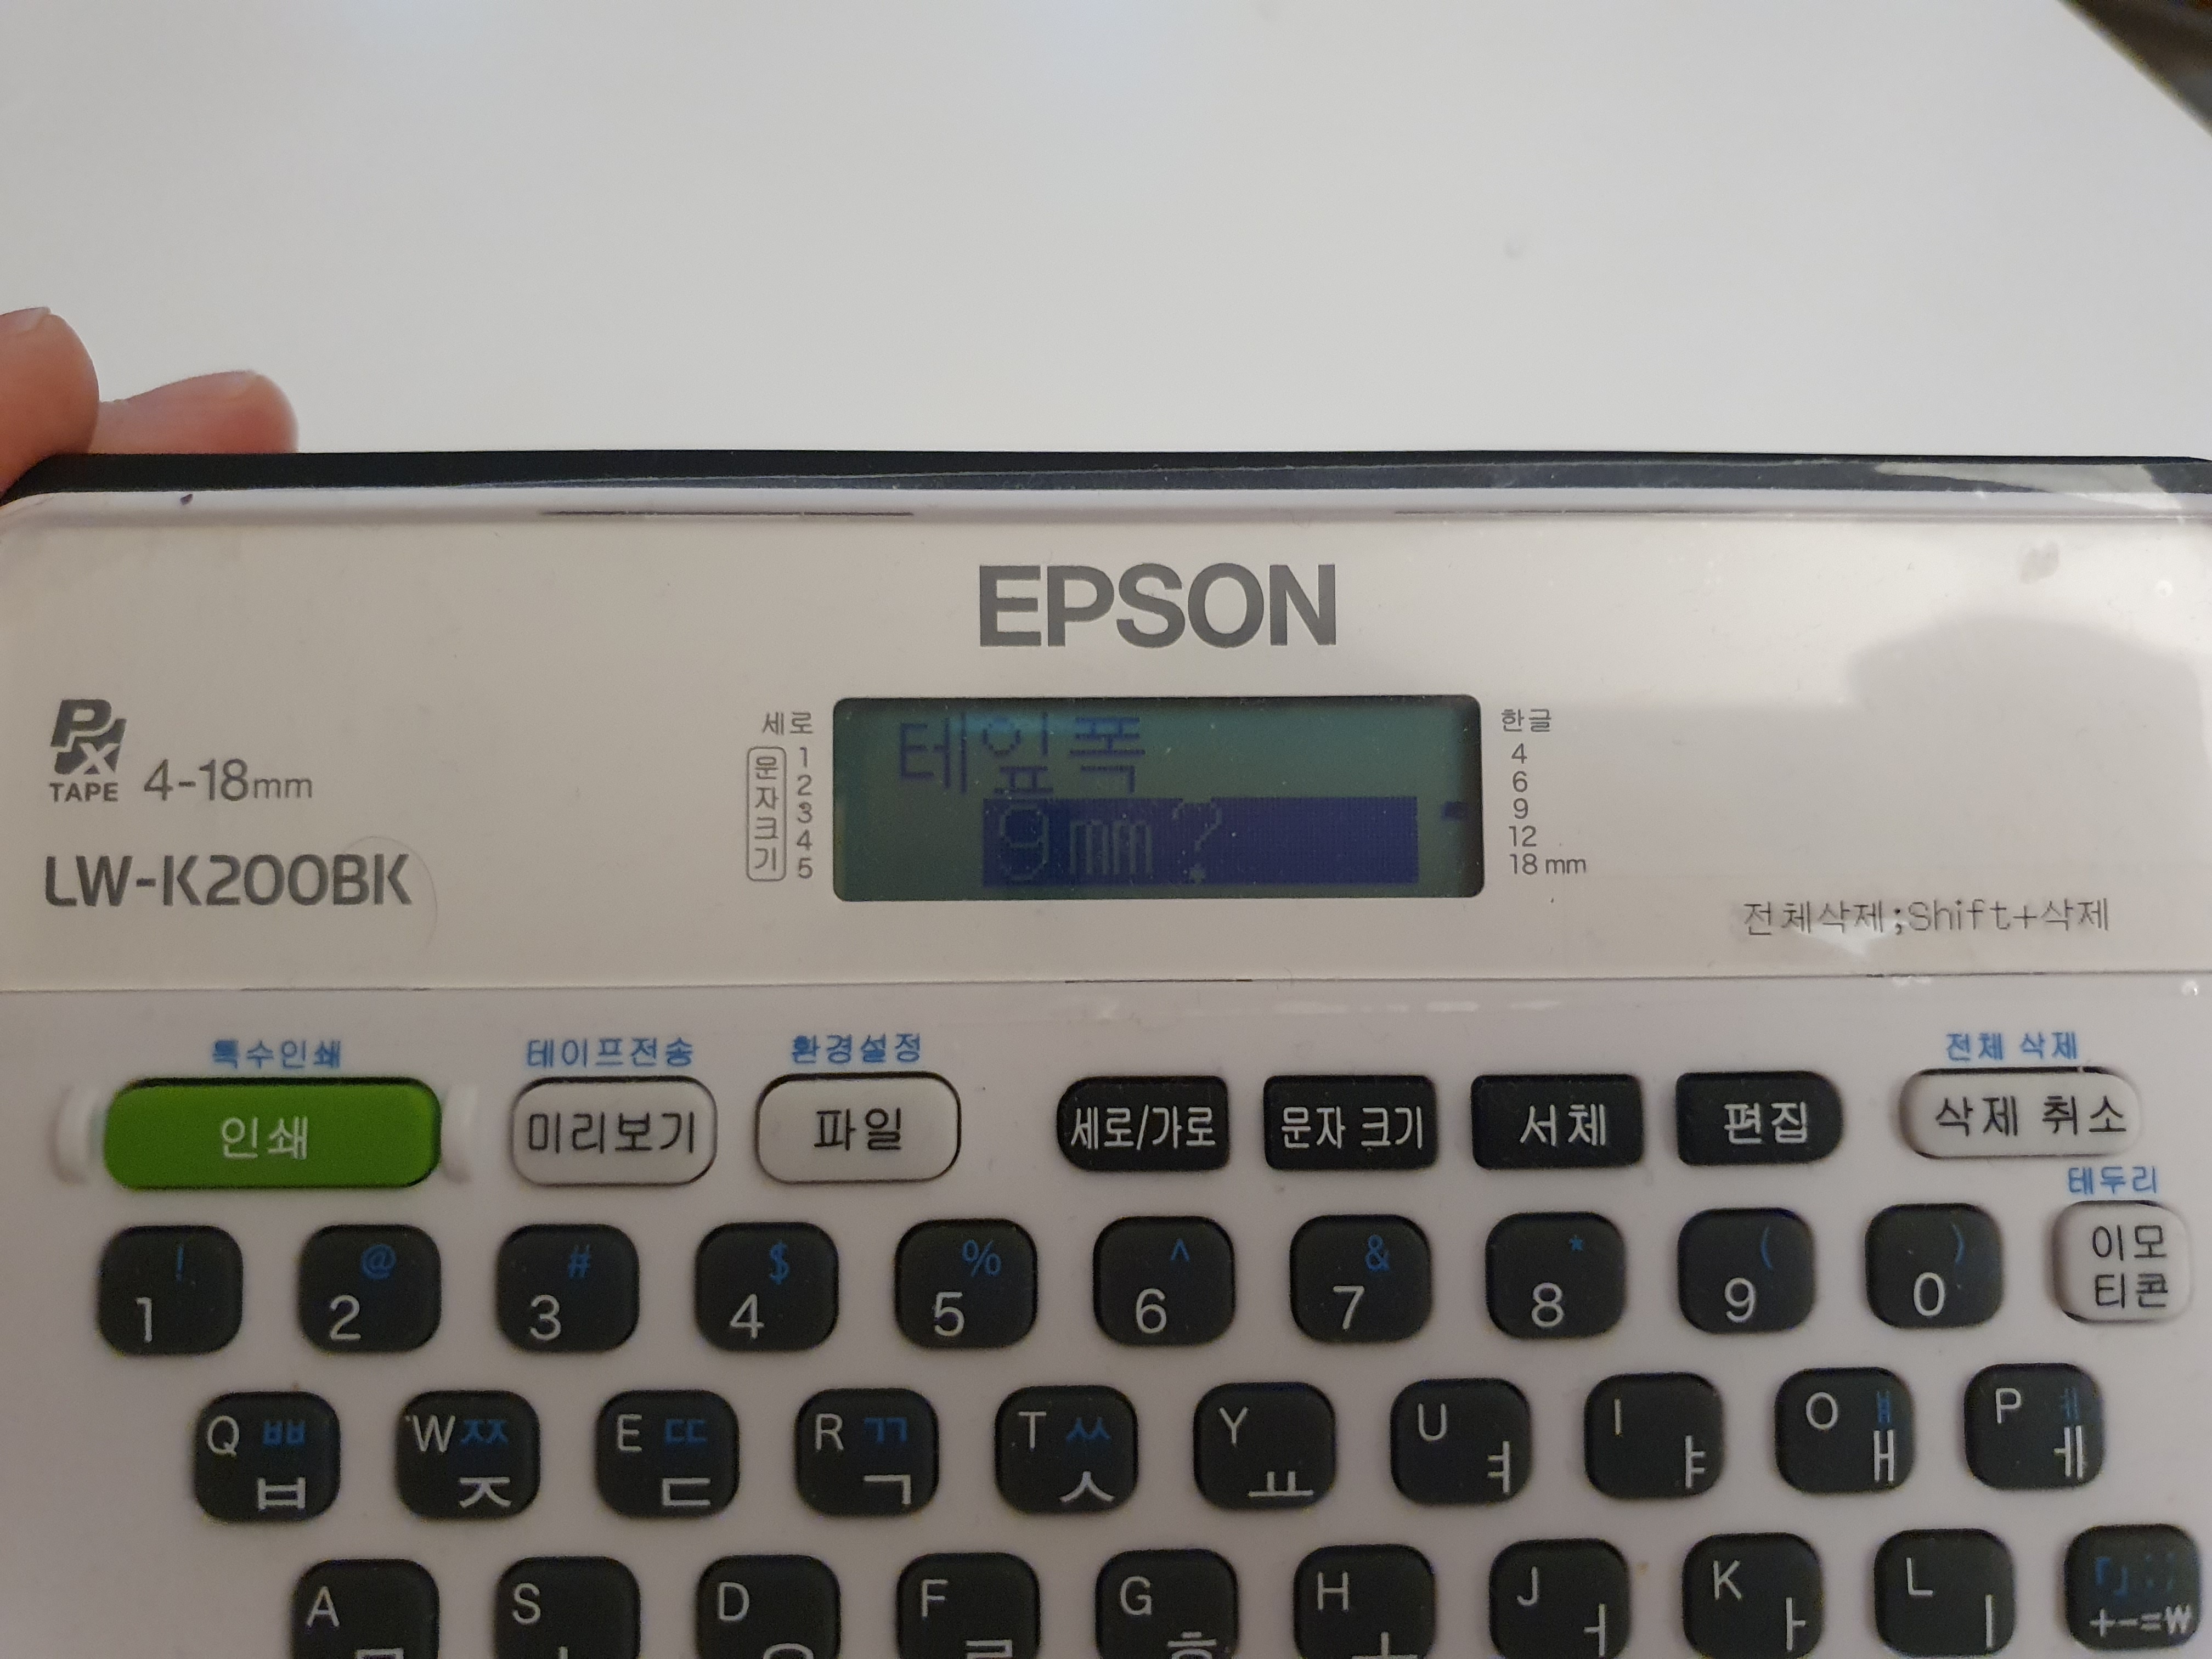 EPSON
PX
TAPE 4-18mm
LW-K200BK
세로
문자크기
1
2
3
4
5
테잎폭
9mm?
한글
4
6
9
12
18 mm
전체삭제;Shift+삭제
특수인쇄 테이프전송 환경설정 전체 삭제
인쇄 미리보기 파일 세로/가로 문자 크기 서체 편집 삭제 취소
테두리
이모
티콘
! @ # $ % ^ & * ( )
1 2 3 4 5 6 7 8 9 0
Q ㅃ W ㅉ E ㄸ R ㄲ T ㅆ Y U I O ㅒ P ㅖ
ㅂ ㅈ ㄷ ㄱ ㅅ ㅛ ㅕ ㅑ ㅐ ㅔ
A S D F G H J K L 「」:;
ㄹ ㅎ ㅗ ㅓ ㅏ ㅣ +-=₩